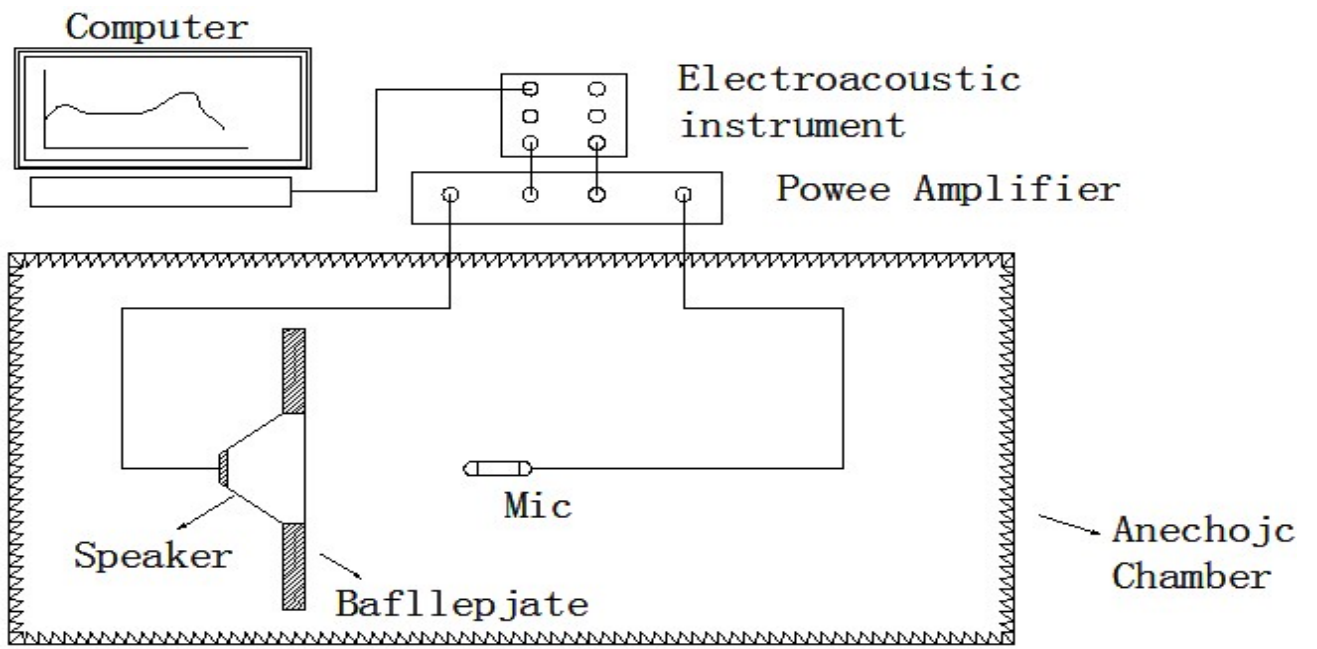 Computer
Electroacoustic
instrument
Powee Amplifier
Mic
Speaker
Bafllepjate
Anechojc
Chamber